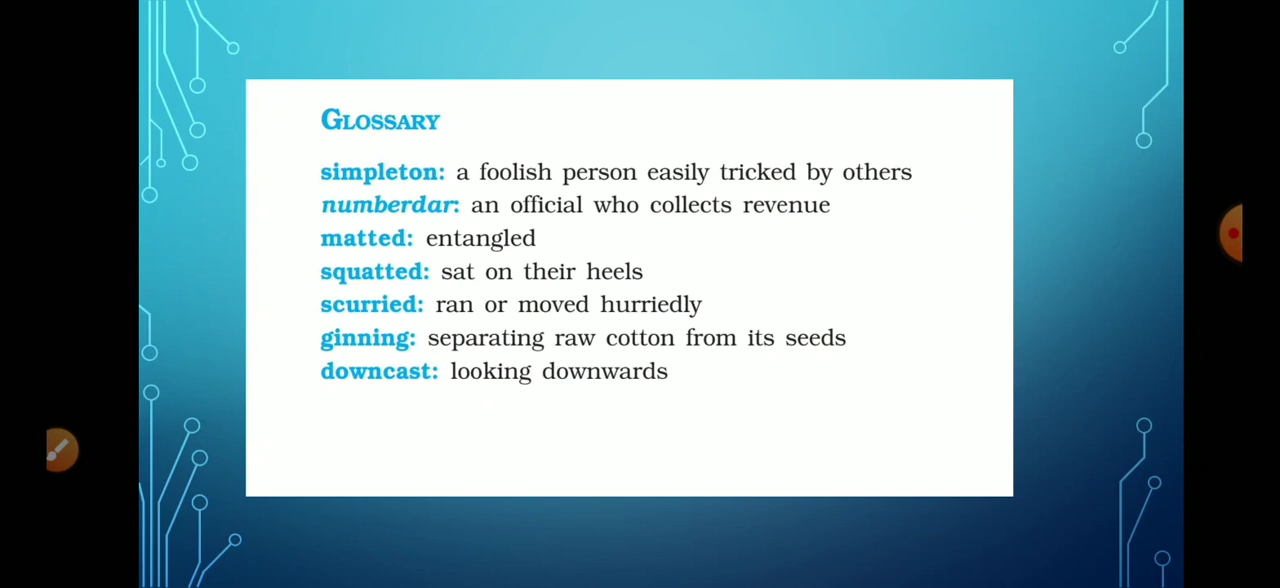 GLOSSARY
simpleton: a foolish person easily tricked by others
numberdar: an official who collects revenue
matted: entangled
squatted: sat on their heels
scurried: ran or moved hurriedly
ginning: separating raw cotton from its seeds
downcast: looking downwards